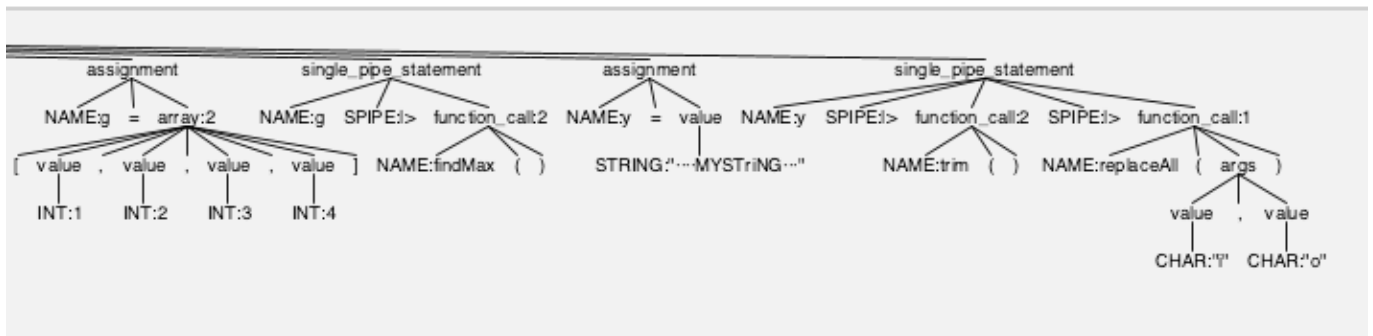 assignment single_pipe_statement assignment single_pipe_statement
NAME:g = array:2 NAME:g SPIPE:|> function_call:2 NAME:y = value NAME:y SPIPE:|> function_call:2 SPIPE:|> function_call:1
[ value , value , value , value ] NAME:findMax ( ) STRING:"····MYSTriNG···" NAME:trim ( ) NAME:replaceAll ( args )
INT:1 INT:2 INT:3 INT:4 value , value
CHAR:"i" CHAR:"o"